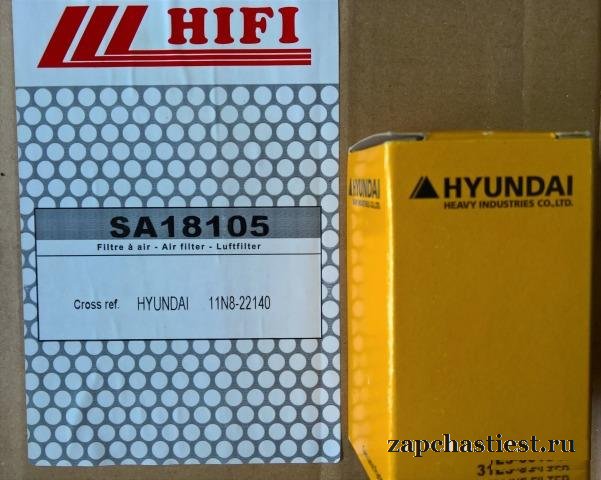 HIFI
SA18105
Filtre à air - Air filter - Luftfilter
Cross ref. HYUNDAI 11N8-22140
HYUNDAI
HEAVY INDUSTRIES CO.,LTD.
HYUNDAI
zapchastiest.ru